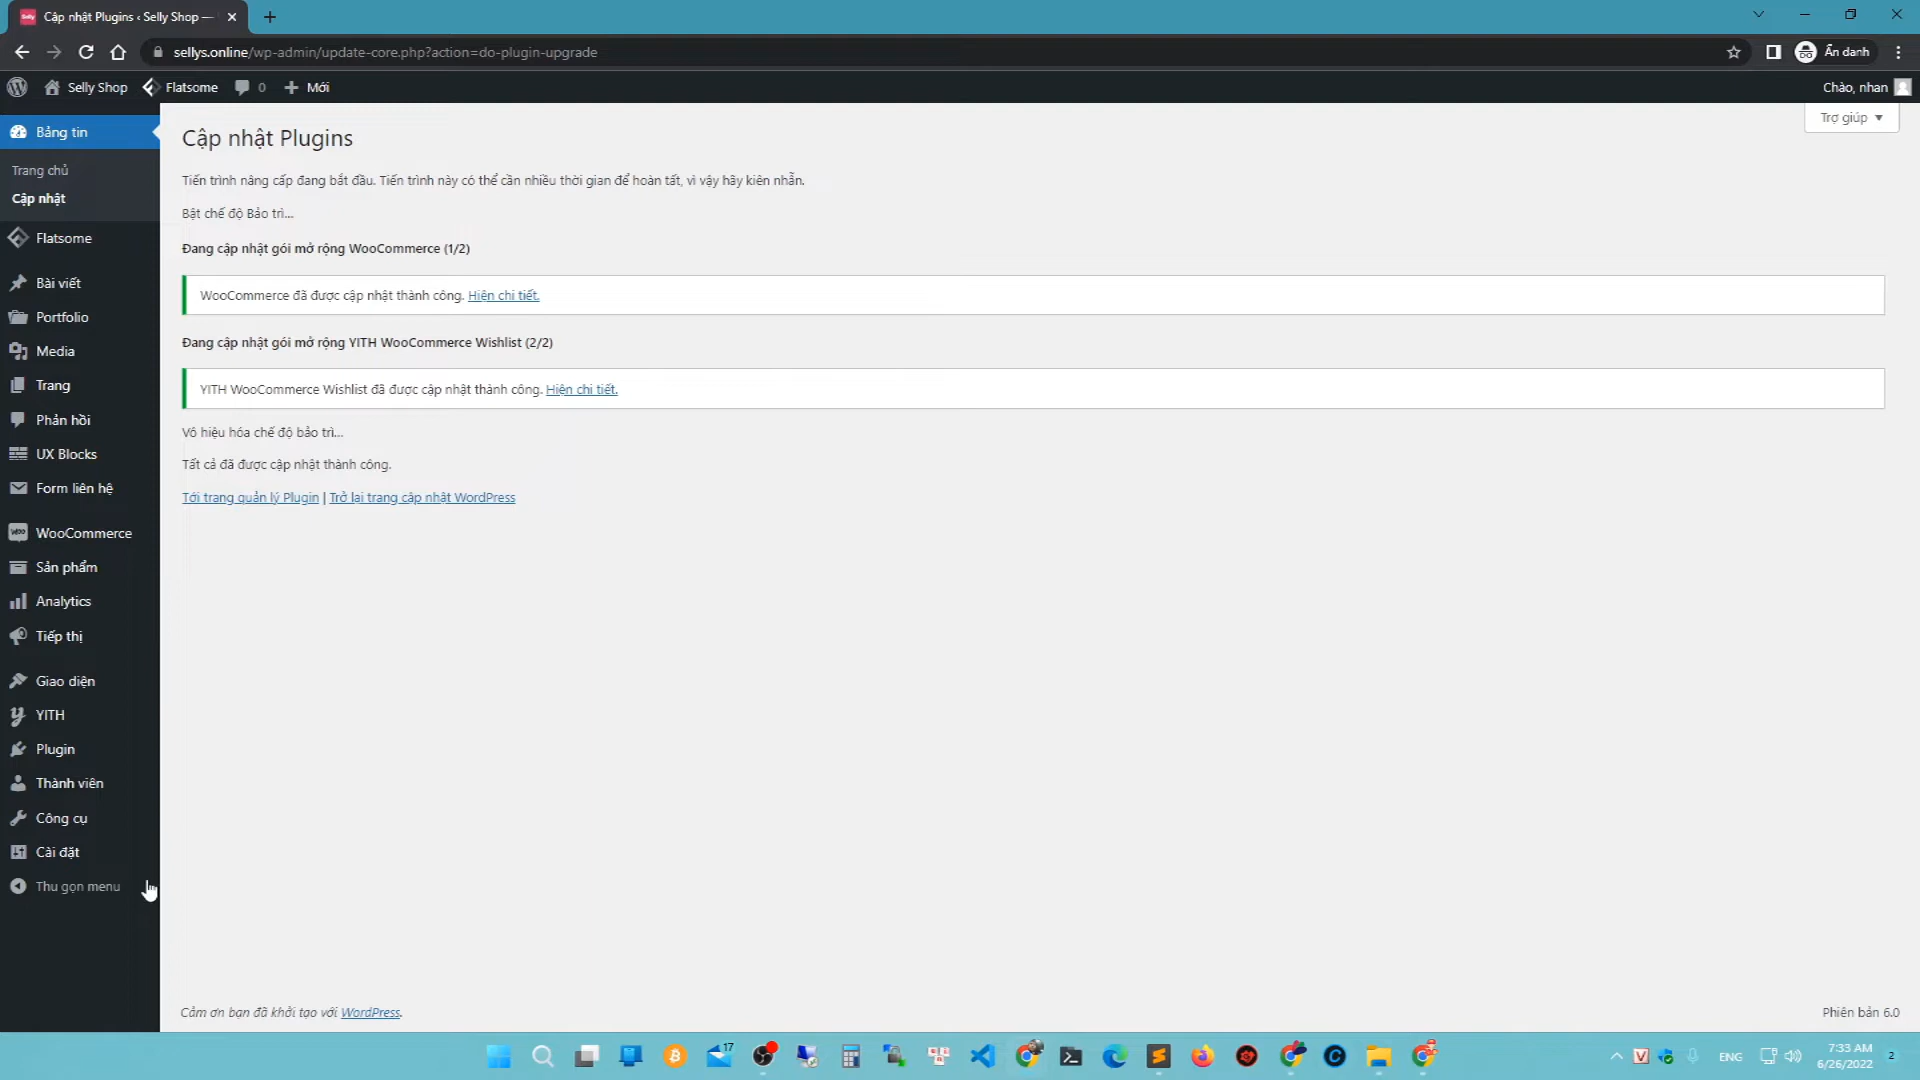 Cập nhật Plugins ‹ Selly Shop —
sellys.online/wp-admin/update-core.php?action=do-plugin-upgrade
Ẩn danh
Selly Shop
Flatsome
0
Mới
Chào, nhan
Trợ giúp
Bảng tin
Trang chủ
Cập nhật
Flatsome
Bài viết
Portfolio
Media
Trang
Phản hồi
UX Blocks
Form liên hệ
WooCommerce
Sản phẩm
Analytics
Tiếp thị
Giao diện
YITH
Plugin
Thành viên
Công cụ
Cài đặt
Thu gọn menu
Cập nhật Plugins
Tiến trình nâng cấp đang bắt đầu. Tiến trình này có thể cần nhiều thời gian để hoàn tất, vì vậy hãy kiên nhẫn.
Bật chế độ Bảo trì...
Đang cập nhật gói mở rộng WooCommerce (1/2)
WooCommerce đã được cập nhật thành công. Hiện chi tiết.
Đang cập nhật gói mở rộng YITH WooCommerce Wishlist (2/2)
YITH WooCommerce Wishlist đã được cập nhật thành công. Hiện chi tiết.
Vô hiệu hóa chế độ bảo trì...
Tất cả đã được cập nhật thành công.
Tới trang quản lý Plugin | Trở lại trang cập nhật WordPress
Cảm ơn bạn đã khởi tạo với WordPress.
Phiên bản 6.0
17
ENG
7:33 AM
6/26/2022
2